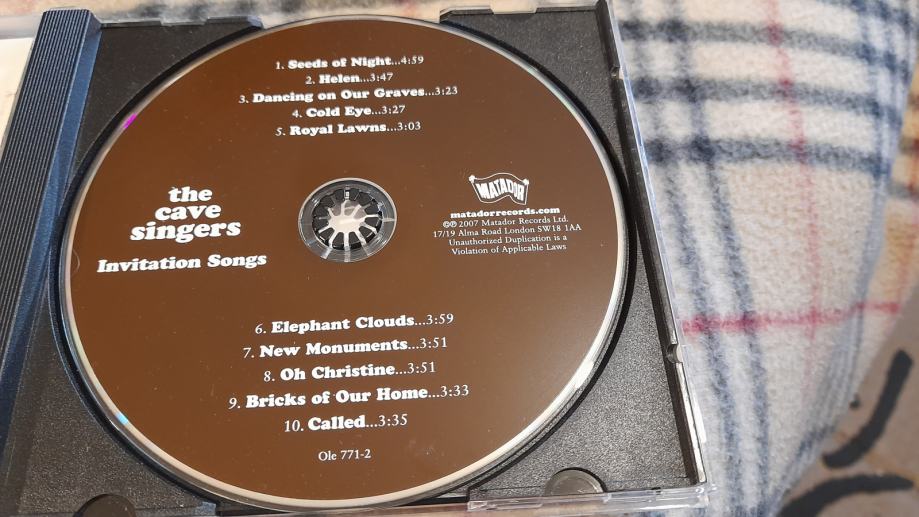 1. Seeds of Night...4:59
2. Helen...3:47
3. Dancing on Our Graves...3:23
4. Cold Eye...3:27
5. Royal Lawns...3:03
the
cave
singers
Invitation Songs
MATADOR
matadorrecords.com
©℗ 2007 Matador Records Ltd.
17/19 Alma Road London SW18 1AA
Unauthorized Duplication is a
Violation of Applicable Laws
6. Elephant Clouds...3:59
7. New Monuments...3:51
8. Oh Christine...3:51
9. Bricks of Our Home...3:33
10. Called...3:35
Ole 771-2